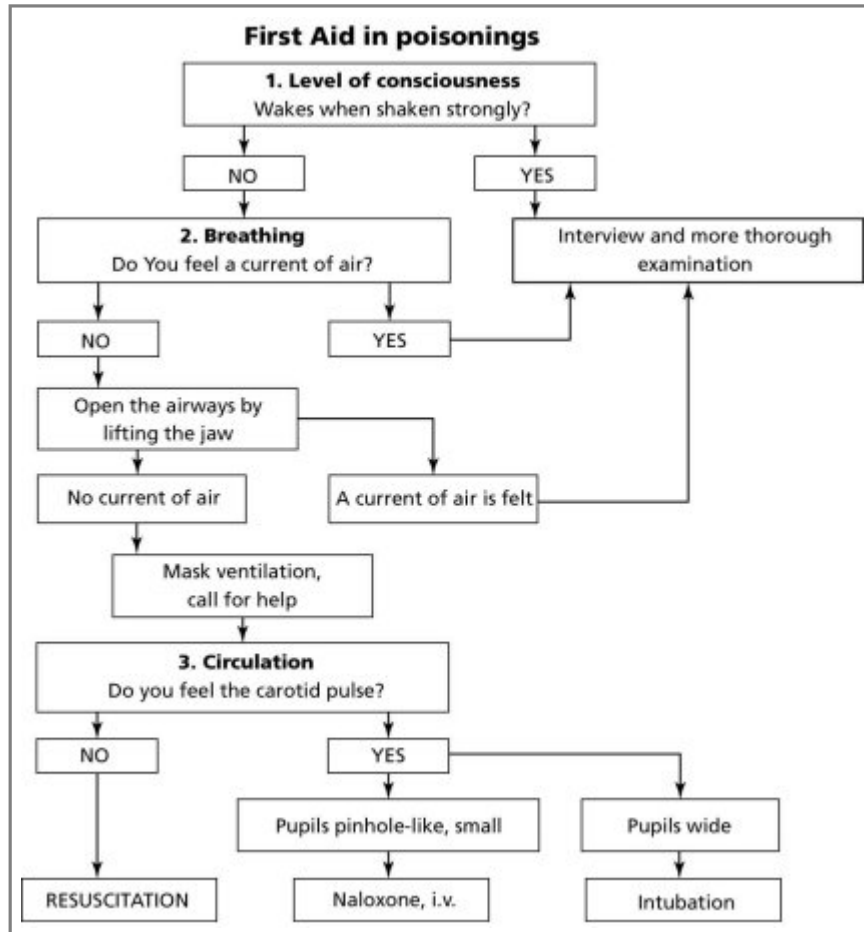 First Aid in poisonings
1. Level of consciousness
Wakes when shaken strongly?
NO
YES
2. Breathing
Do You feel a current of air?
Interview and more thorough
examination
NO
YES
Open the airways by
lifting the jaw
No current of air
A current of air is felt
Mask ventilation,
call for help
3. Circulation
Do you feel the carotid pulse?
NO
YES
Pupils pinhole-like, small
Pupils wide
RESUSCITATION
Naloxone, i.v.
Intubation